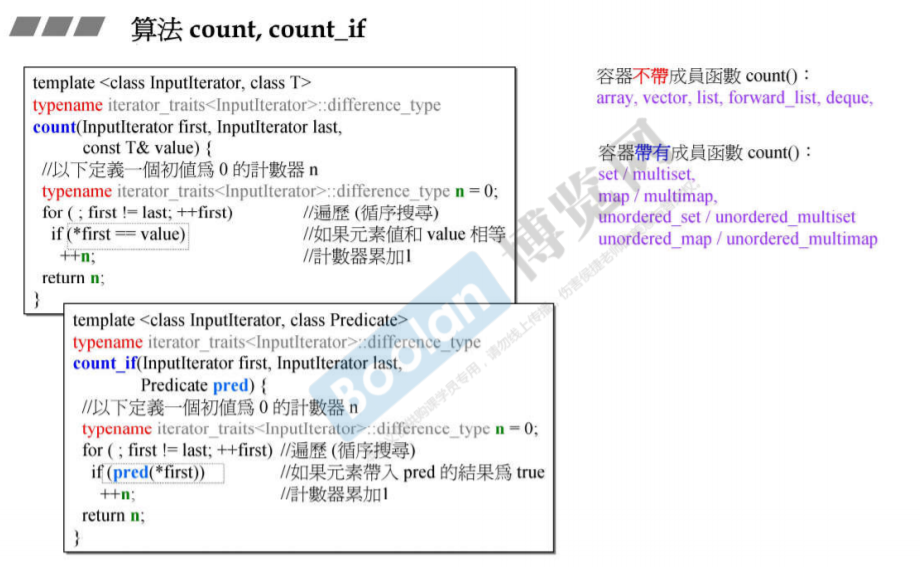 算法 count, count_if
template <class InputIterator, class T>
typename iterator_traits<InputIterator>::difference_type
count(InputIterator first, InputIterator last,
const T& value) {
//以下定義一個初值爲 0 的計數器 n
typename iterator_traits<InputIterator>::difference_type n = 0;
for ( ; first != last; ++first) //遍歷 (循序搜尋)
if (*first == value) //如果元素值和 value 相等
++n; //計數器累加1
return n;
}
template <class InputIterator, class Predicate>
typename iterator_traits<InputIterator>::difference_type
count_if(InputIterator first, InputIterator last,
Predicate pred) {
//以下定義一個初值爲 0 的計數器 n
typename iterator_traits<InputIterator>::difference_type n = 0;
for ( ; first != last; ++first) //遍歷 (循序搜尋)
if (pred(*first)) //如果元素帶入 pred 的結果爲 true
++n; //計數器累加1
return n;
}
容器不帶成員函數 count()：
array, vector, list, forward_list, deque,
容器帶有成員函數 count()：
set / multiset,
map / multimap,
unordered_set / unordered_multiset
unordered_map / unordered_multimap
Boolan 博览网